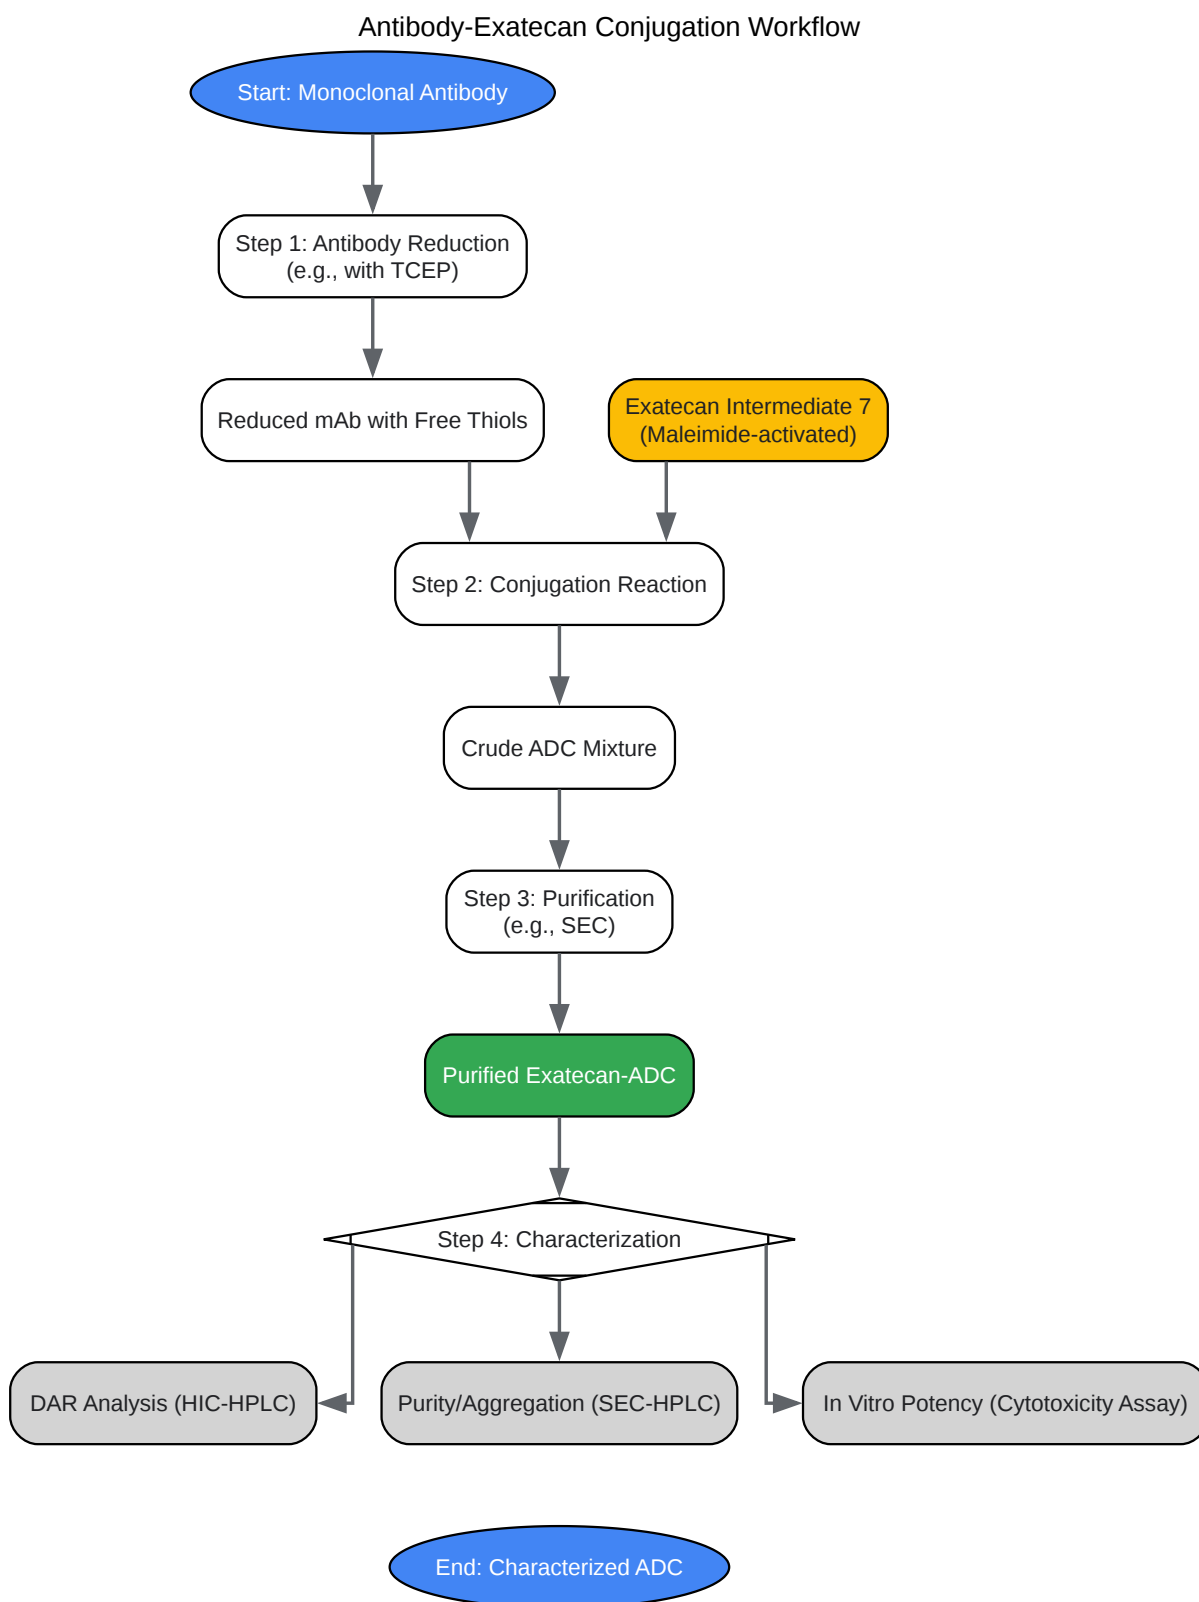 Antibody-Exatecan Conjugation Workflow
Start: Monoclonal Antibody
Step 1: Antibody Reduction
(e.g., with TCEP)
Reduced mAb with Free Thiols
Exatecan Intermediate 7
(Maleimide-activated)
Step 2: Conjugation Reaction
Crude ADC Mixture
Step 3: Purification
(e.g., SEC)
Purified Exatecan-ADC
Step 4: Characterization
DAR Analysis (HIC-HPLC)
Purity/Aggregation (SEC-HPLC)
In Vitro Potency (Cytotoxicity Assay)
End: Characterized ADC